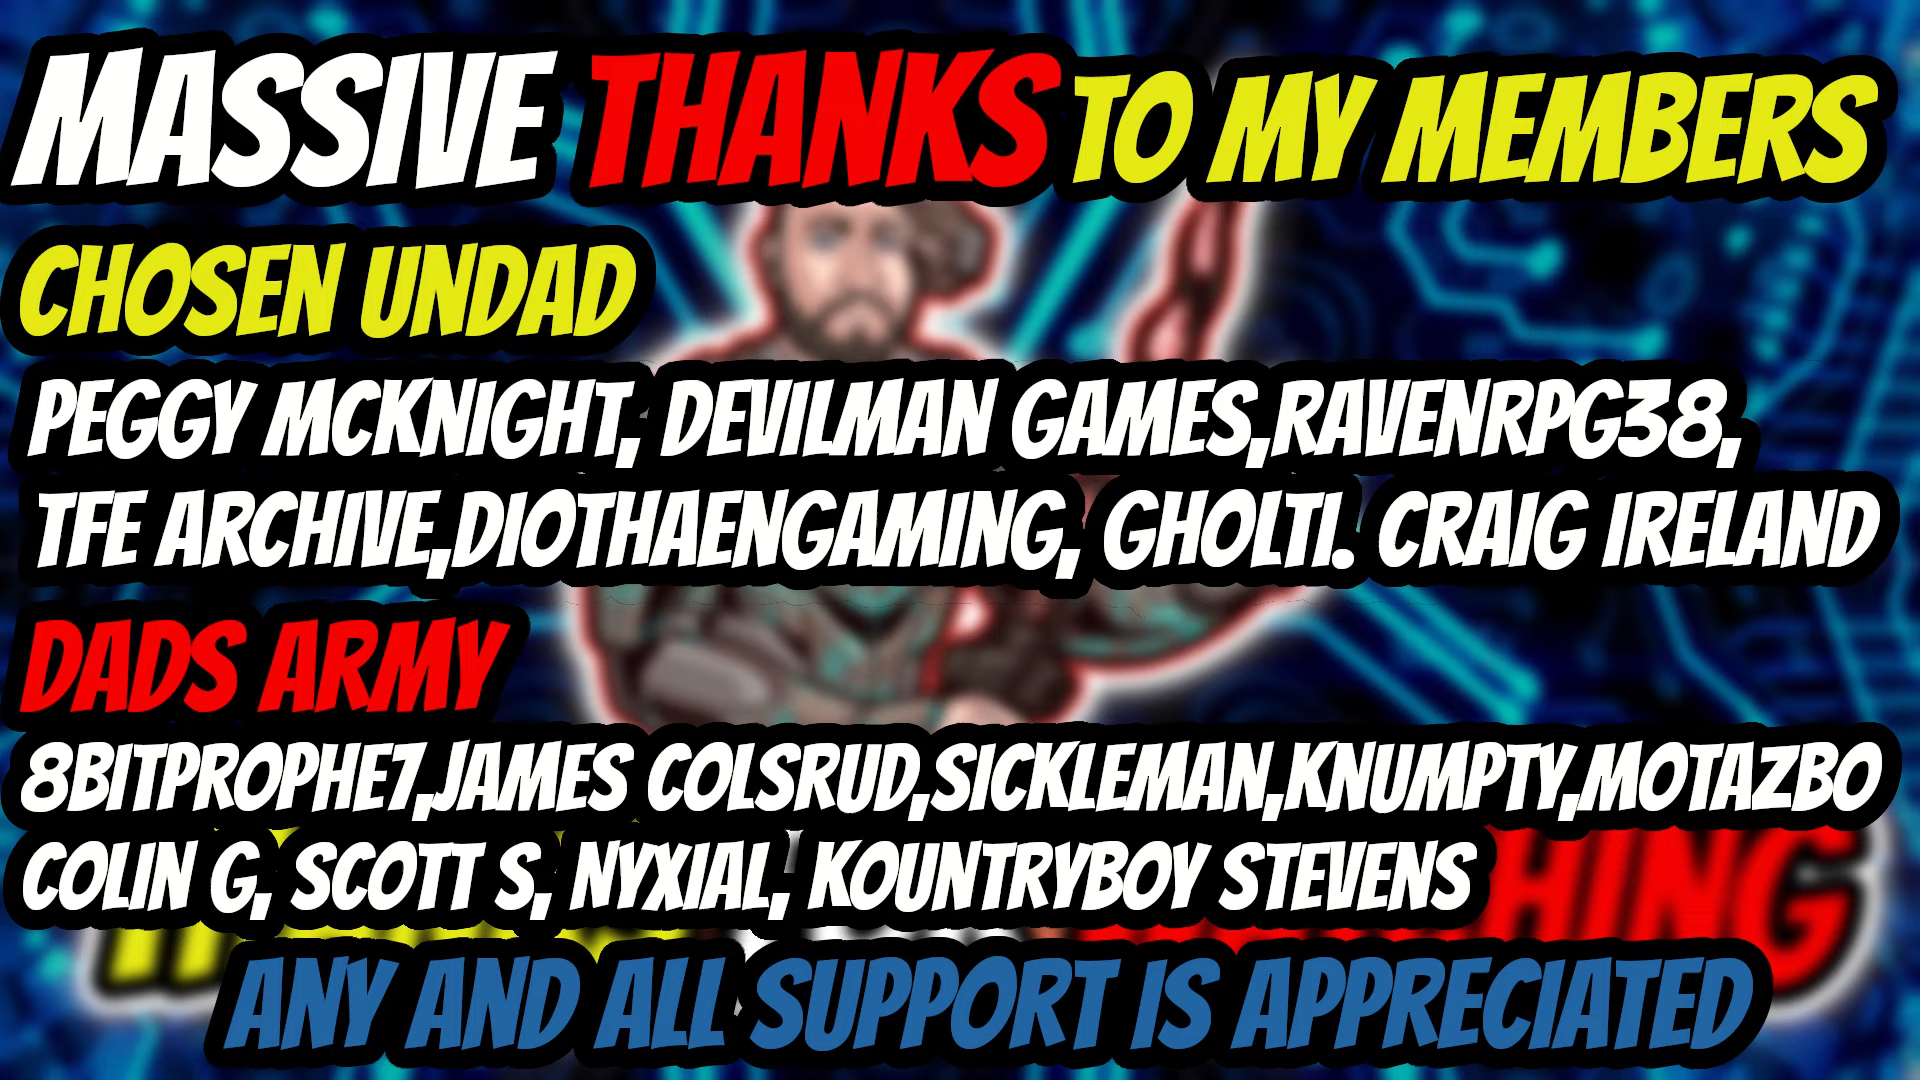 MASSIVE THANKS TO MY MEMBERS
CHOSEN UNDAD
PEGGY MCKNIGHT, DEVILMAN GAMES,RAVENRPG38,
TFE ARCHIVE,DIOTHAENGAMING, GHOLTI. CRAIG IRELAND
DADS ARMY
8BITPROPHE7,JAMES COLSRUD,SICKLEMAN,KNUMPTY,MOTAZBO
COLIN G, SCOTT S, NYXIAL, KOUNTRYBOY STEVENS
ANY AND ALL SUPPORT IS APPRECIATED